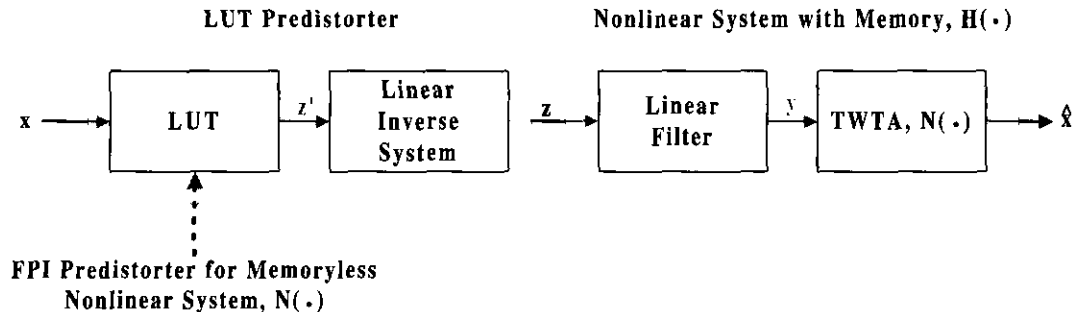 LUT Predistorter
Nonlinear System with Memory, H(·)
x
LUT
z'
Linear
Inverse
System
z
Linear
Filter
y
TWTA, N(·)
x̂
FPI Predistorter for Memoryless
Nonlinear System, N(·)